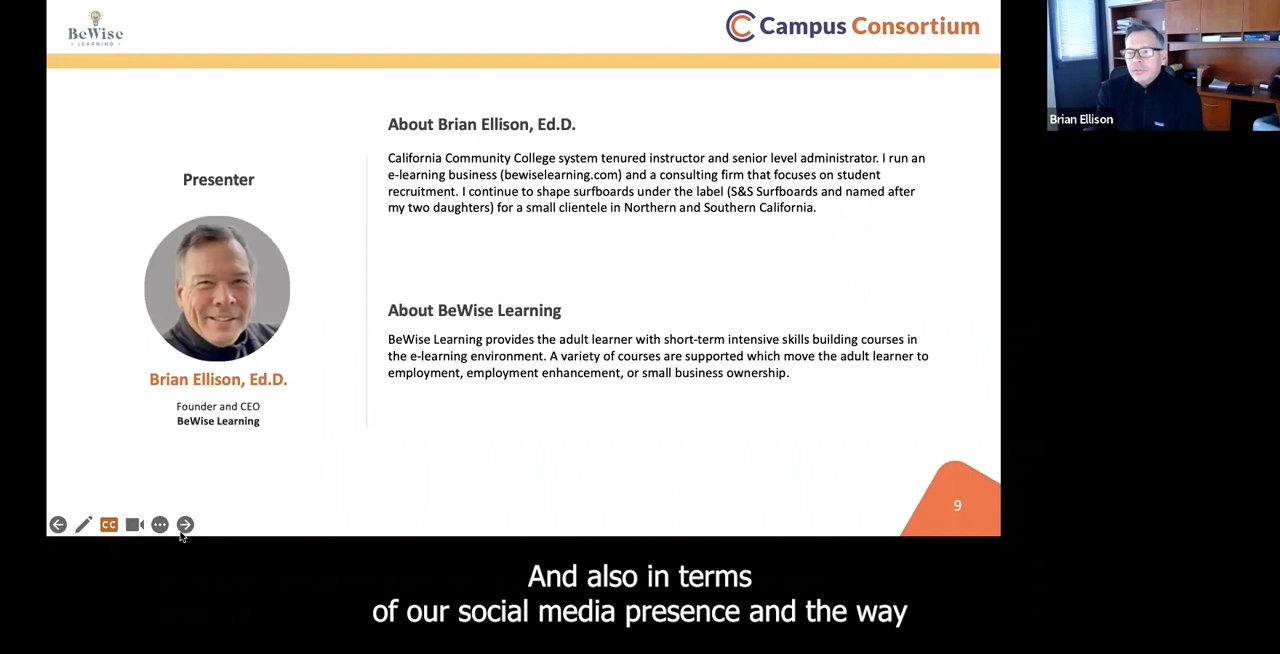 BeWise
LEARNING
Campus Consortium
About Brian Ellison, Ed.D.
California Community College system tenured instructor and senior level administrator. I run an
e-learning business (bewiselearning.com) and a consulting firm that focuses on student
recruitment. I continue to shape surfboards under the label (S&S Surfboards and named after
my two daughters) for a small clientele in Northern and Southern California.
Presenter
Brian Ellison, Ed.D.
Founder and CEO
BeWise Learning
About BeWise Learning
BeWise Learning provides the adult learner with short-term intensive skills building courses in
the e-learning environment. A variety of courses are supported which move the adult learner to
employment, employment enhancement, or small business ownership.
9
CC
Brian Ellison
And also in terms
of our social media presence and the way